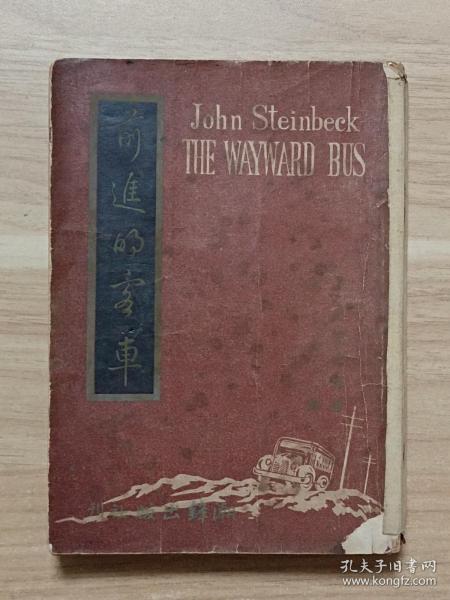 前進的客車
John Steinbeck
THE WAYWARD BUS
孔夫子旧书网
www.kongfz.com